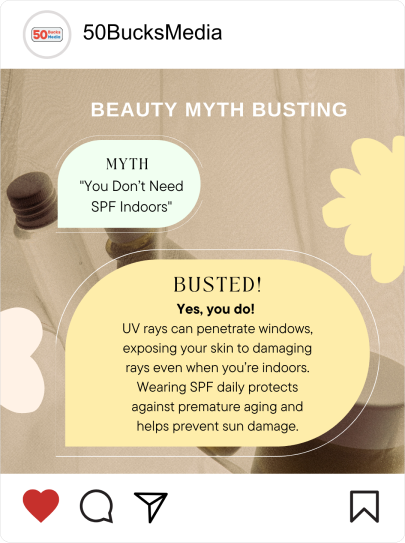 50 Bucks
Media
50BucksMedia
BEAUTY MYTH BUSTING
MYTH
"You Don't Need
SPF Indoors"
BUSTED!
Yes, you do!
UV rays can penetrate windows,
exposing your skin to damaging
rays even when you're indoors.
Wearing SPF daily protects
against premature aging and
helps prevent sun damage.